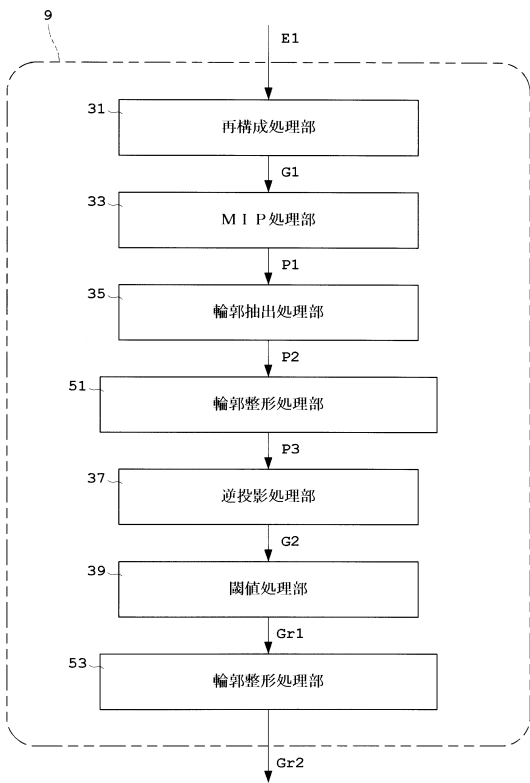 9
E1
31
再構成処理部
G1
33
ＭＩＰ処理部
P1
35
輪郭抽出処理部
P2
51
輪郭整形処理部
P3
37
逆投影処理部
G2
39
閾値処理部
Gr1
53
輪郭整形処理部
Gr2